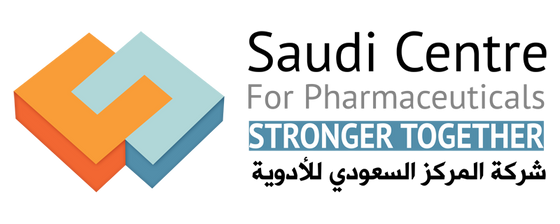 Saudi Centre
For Pharmaceuticals
STRONGER TOGETHER
شركة المركز السعودي للأدوية